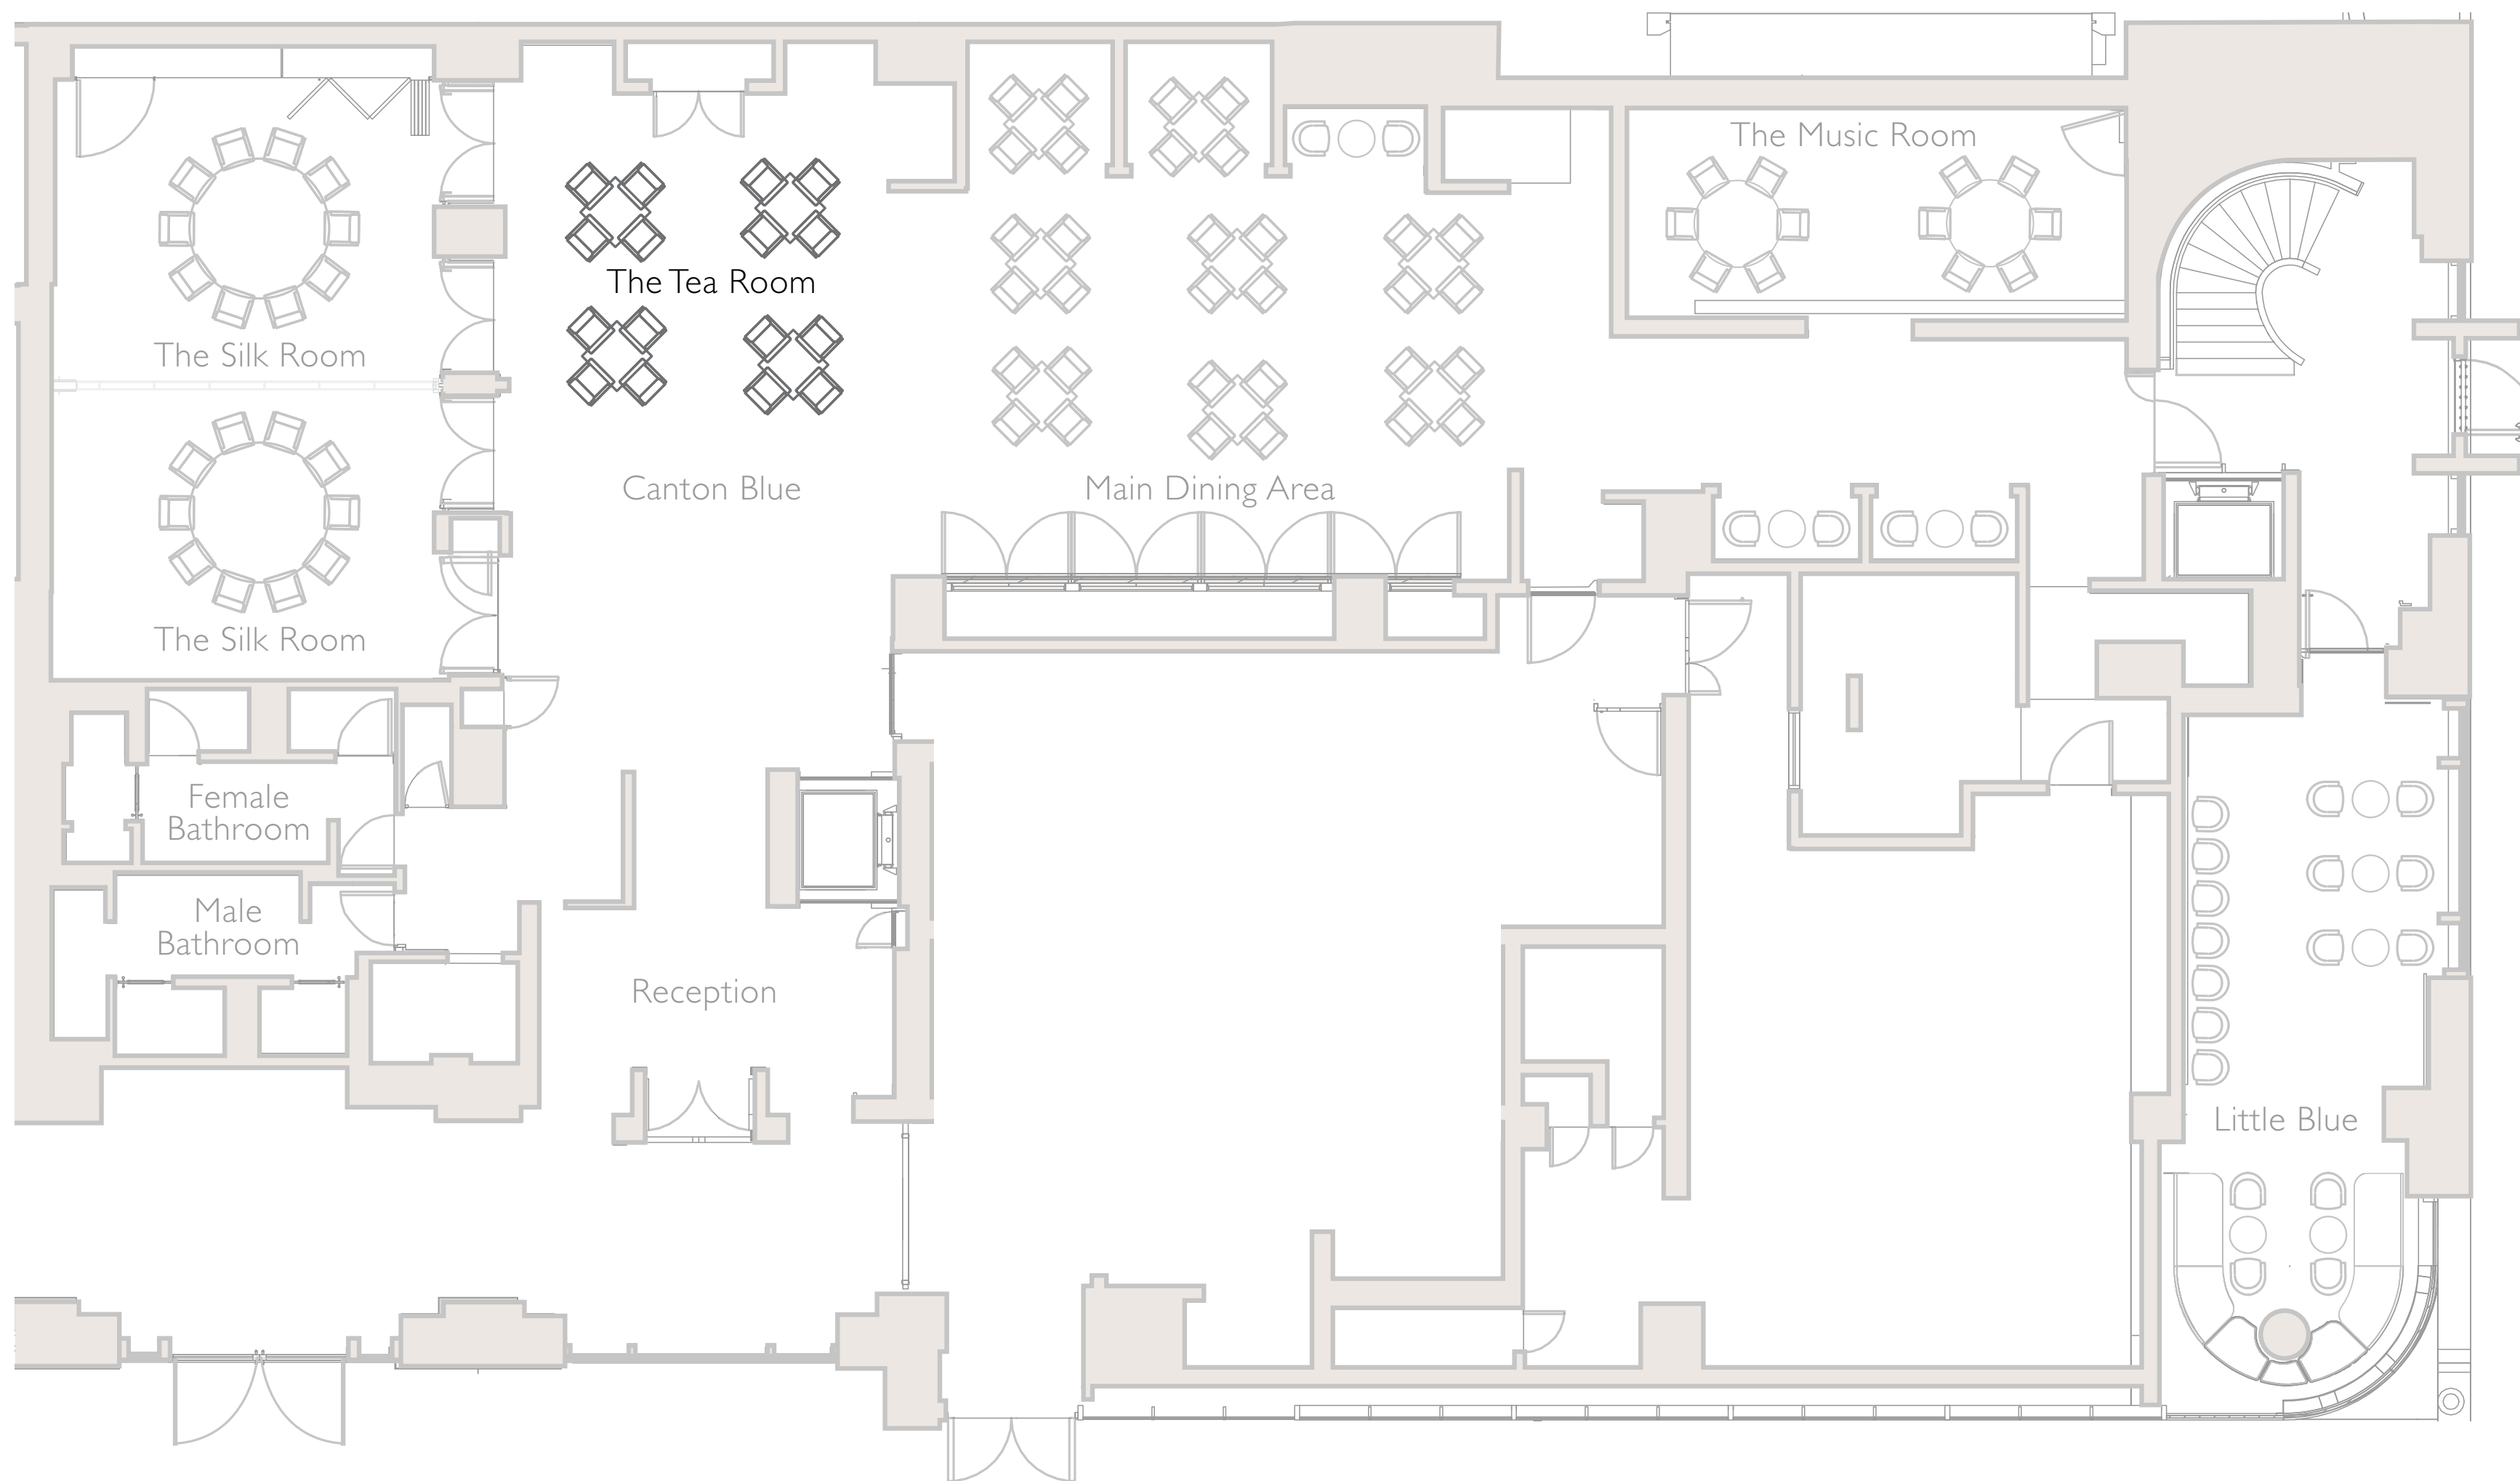 The Music Room
The Tea Room
The Silk Room
Canton Blue
Main Dining Area
The Silk Room
Female
Bathroom
Male
Bathroom
Reception
Little Blue